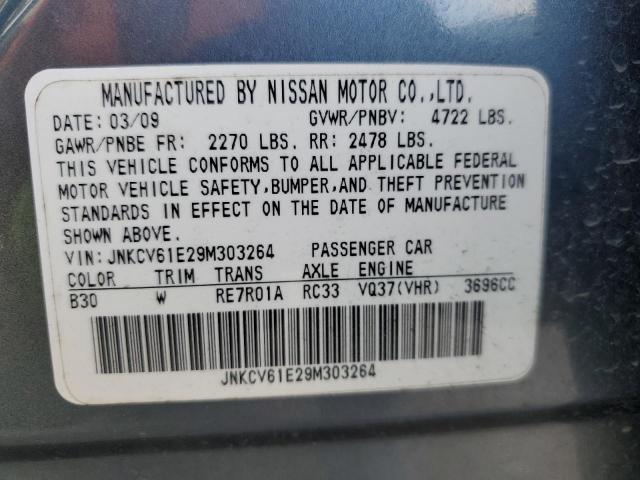 MANUFACTURED BY NISSAN MOTOR CO.,LTD.
DATE: 03/09 GVWR/PNBV: 4722 LBS.
GAWR/PNBE FR: 2270 LBS. RR: 2478 LBS.
THIS VEHICLE CONFORMS TO ALL APPLICABLE FEDERAL
MOTOR VEHICLE SAFETY,BUMPER,AND THEFT PREVENTION
STANDARDS IN EFFECT ON THE DATE OF MANUFACTURE
SHOWN ABOVE.
VIN: JNKCV61E29M303264 PASSENGER CAR
COLOR TRIM TRANS AXLE ENGINE
B30 W RE7R01A RC33 VQ37(VHR) 3696CC
JNKCV61E29M303264